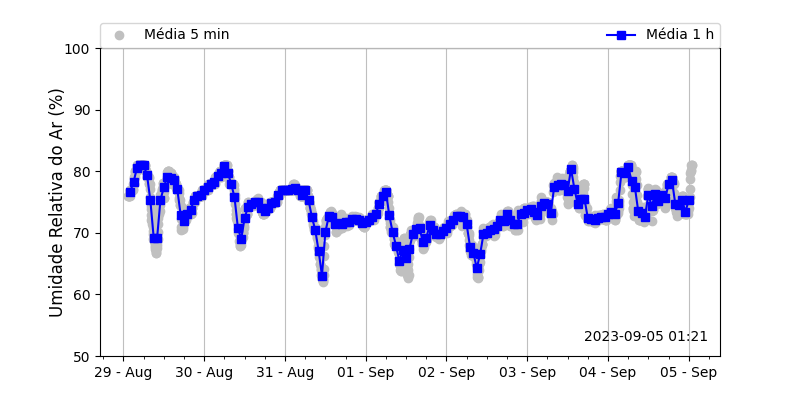 Média 5 min
Média 1 h
Umidade Relativa do Ar (%)
100
90
80
70
60
50
2023-09-05 01:21
29 - Aug
30 - Aug
31 - Aug
01 - Sep
02 - Sep
03 - Sep
04 - Sep
05 - Sep